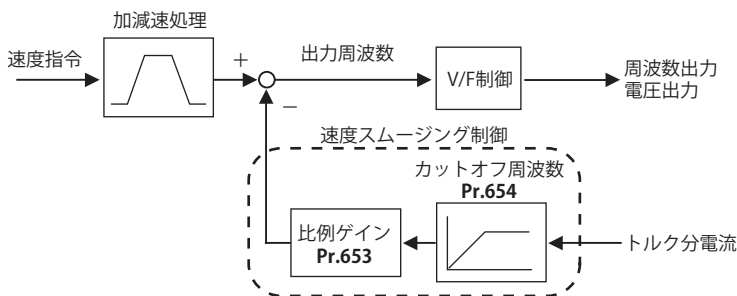 加減速処理
速度指令
+
出力周波数
V/F制御
周波数出力
電圧出力
−
速度スムージング制御
カットオフ周波数
Pr.654
比例ゲイン
Pr.653
トルク分電流